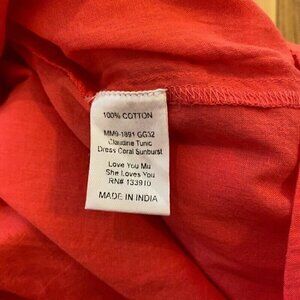 100% COTTON
MM9-1891 GG32
Claudine Tunic
Dress Coral Sunburst
Love You Mu
She Loves You
RN# 133910
MADE IN INDIA